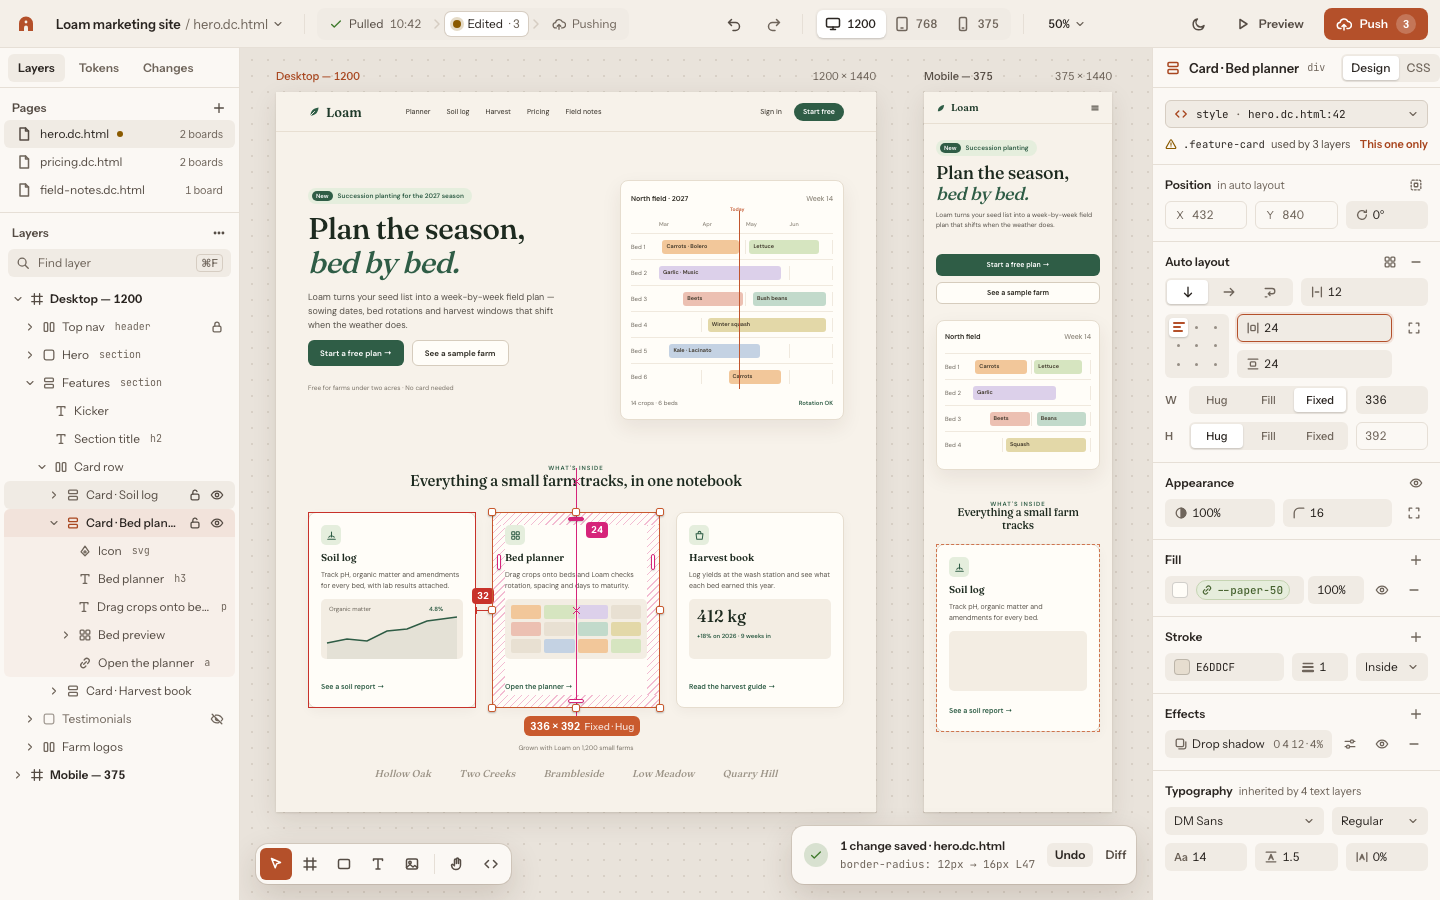 Loam marketing site / hero.dc.html
Pulled 10:42
Edited · 3
Pushing
1200
768
375
50%
Preview
Push 3
Layers Tokens Changes
Pages
hero.dc.html 2 boards
pricing.dc.html 2 boards
field-notes.dc.html 1 board
Layers
Find layer ⌘F
Desktop — 1200
Top nav header
Hero section
Features section
Kicker
Section title h2
Card row
Card · Soil log
Card · Bed plan...
Icon svg
Bed planner h3
Drag crops onto be... p
Bed preview
Open the planner a
Card · Harvest book
Testimonials
Farm logos
Mobile — 375
Desktop — 1200 1200 × 1440
Loam
Planner Soil log Harvest Pricing Field notes
Sign in Start free
New Succession planting for the 2027 season
Plan the season,
bed by bed.
Loam turns your seed list into a week-by-week field plan —
sowing dates, bed rotations and harvest windows that shift
when the weather does.
Start a free plan → See a sample farm
Free for farms under two acres · No card needed
North field · 2027 Week 14
Today
Mar Apr May Jun
Bed 1 Carrots · Bolero Lettuce
Bed 2 Garlic · Music
Bed 3 Beets Bush beans
Bed 4 Winter squash
Bed 5 Kale · Lacinato
Bed 6 Carrots
14 crops · 6 beds Rotation OK
WHAT'S INSIDE
Everything a small farm tracks, in one notebook
Soil log
Track pH, organic matter and amendments
for every bed, with lab results attached.
Organic matter 4.8%
See a soil report →
32
24
Bed planner
Drag crops onto beds and Loam checks
rotation, spacing and days to maturity.
Open the planner →
336 × 392 Fixed · Hug
Harvest book
Log yields at the wash station and see what
each bed earned this year.
412 kg
+18% on 2026 · 9 weeks in
Read the harvest guide →
Grown with Loam on 1,200 small farms
Hollow Oak Two Creeks Brambleside Low Meadow Quarry Hill
Mobile — 375 375 × 1440
Loam
New Succession planting
Plan the season,
bed by bed.
Loam turns your seed list into a week-by-week field
plan that shifts when the weather does.
Start a free plan →
See a sample farm
North field Week 14
Bed 1 Carrots Lettuce
Bed 2 Garlic
Bed 3 Beets Beans
Bed 4 Squash
WHAT'S INSIDE
Everything a small farm
tracks
Soil log
Track pH, organic matter and
amendments for every bed.
See a soil report →
1 change saved · hero.dc.html
border-radius: 12px → 16px L47
Undo Diff
Card · Bed planner div
Design CSS
style · hero.dc.html:42
.feature-card used by 3 layers This one only
Position in auto layout
X 432 Y 840 0°
Auto layout
12
24
24
W Hug Fill Fixed 336
H Hug Fill Fixed 392
Appearance
100% 16
Fill
--paper-50 100%
Stroke
E6DDCF 1 Inside
Effects
Drop shadow 0 4 12 · 4%
Typography inherited by 4 text layers
DM Sans Regular
Aa 14 1.5 0%